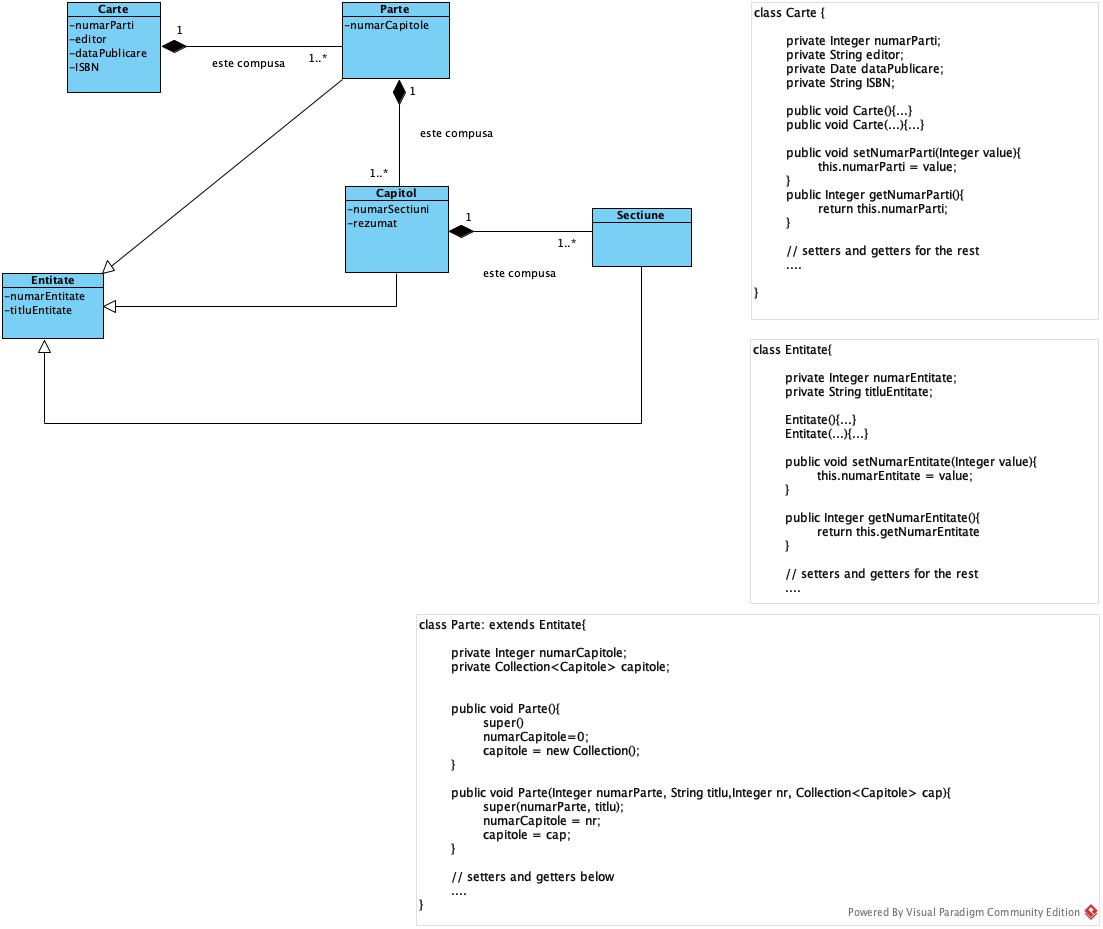 Carte
-numarParti
-editor
-dataPublicare
-ISBN
1
este compusa
1..*
Parte
-numarCapitole
1
este compusa
1..*
Capitol
-numarSectiuni
-rezumat
1
1..*
este compusa
Sectiune
Entitate
-numarEntitate
-titluEntitate
class Carte {
private Integer numarParti;
private String editor;
private Date dataPublicare;
private String ISBN;
public void Carte(){...}
public void Carte(...){...}
public void setNumarParti(Integer value){
this.numarParti = value;
}
public Integer getNumarParti(){
return this.numarParti;
}
// setters and getters for the rest
....
}
class Entitate{
private Integer numarEntitate;
private String titluEntitate;
Entitate(){...}
Entitate(...){...}
public void setNumarEntitate(Integer value){
this.numarEntitate = value;
}
public Integer getNumarEntitate(){
return this.getNumarEntitate
}
// setters and getters for the rest
....
class Parte: extends Entitate{
private Integer numarCapitole;
private Collection<Capitole> capitole;
public void Parte(){
super()
numarCapitole=0;
capitole = new Collection();
}
public void Parte(Integer numarParte, String titlu,Integer nr, Collection<Capitole> cap){
super(numarParte, titlu);
numarCapitole = nr;
capitole = cap;
}
// setters and getters below
....
}
Powered By Visual Paradigm Community Edition